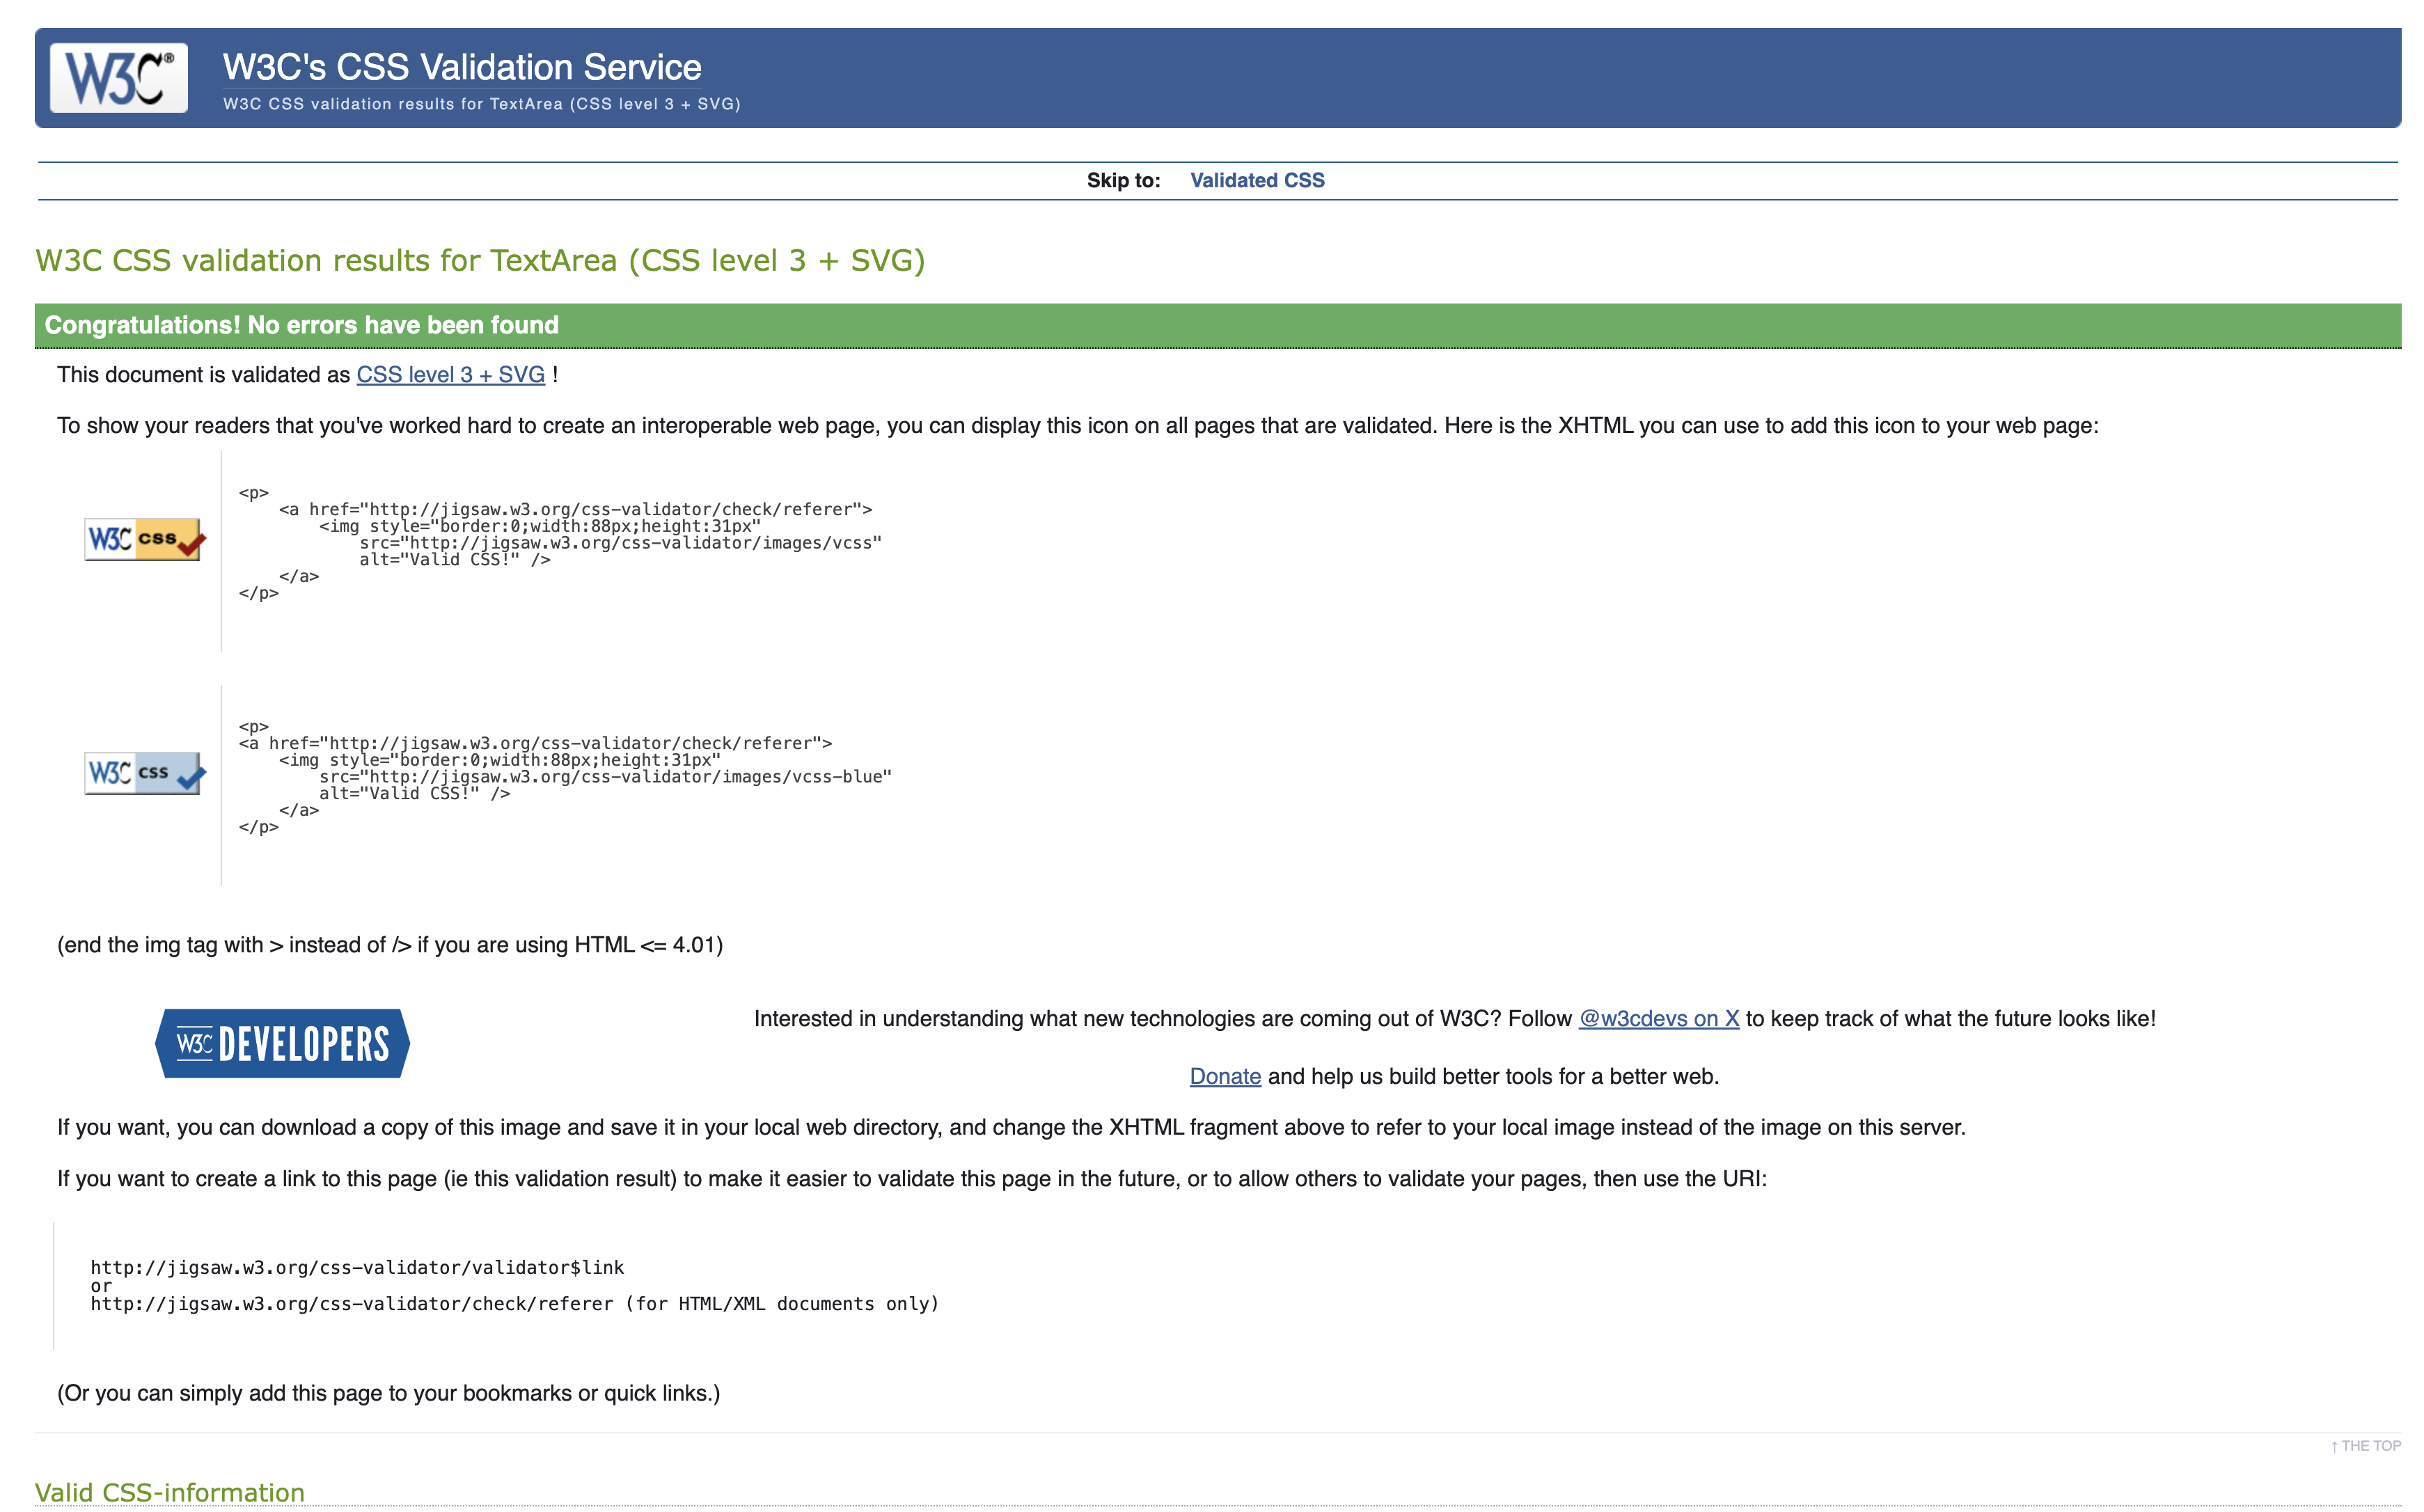 W3C®
W3C's CSS Validation Service
W3C CSS validation results for TextArea (CSS level 3 + SVG)
Skip to: Validated CSS
W3C CSS validation results for TextArea (CSS level 3 + SVG)
Congratulations! No errors have been found
This document is validated as CSS level 3 + SVG !
To show your readers that you've worked hard to create an interoperable web page, you can display this icon on all pages that are validated. Here is the XHTML you can use to add this icon to your web page:
W3C css
<p>
    <a href="http://jigsaw.w3.org/css-validator/check/referer">
        <img style="border:0;width:88px;height:31px"
            src="http://jigsaw.w3.org/css-validator/images/vcss"
            alt="Valid CSS!" />
    </a>
</p>
W3C css
<p>
<a href="http://jigsaw.w3.org/css-validator/check/referer">
    <img style="border:0;width:88px;height:31px"
        src="http://jigsaw.w3.org/css-validator/images/vcss-blue"
        alt="Valid CSS!" />
    </a>
</p>
(end the img tag with > instead of /> if you are using HTML <= 4.01)
W3C DEVELOPERS
Interested in understanding what new technologies are coming out of W3C? Follow @w3cdevs on X to keep track of what the future looks like!
Donate and help us build better tools for a better web.
If you want, you can download a copy of this image and save it in your local web directory, and change the XHTML fragment above to refer to your local image instead of the image on this server.
If you want to create a link to this page (ie this validation result) to make it easier to validate this page in the future, or to allow others to validate your pages, then use the URI:
http://jigsaw.w3.org/css-validator/validator$link
or
http://jigsaw.w3.org/css-validator/check/referer (for HTML/XML documents only)
(Or you can simply add this page to your bookmarks or quick links.)
↑ THE TOP
Valid CSS-information